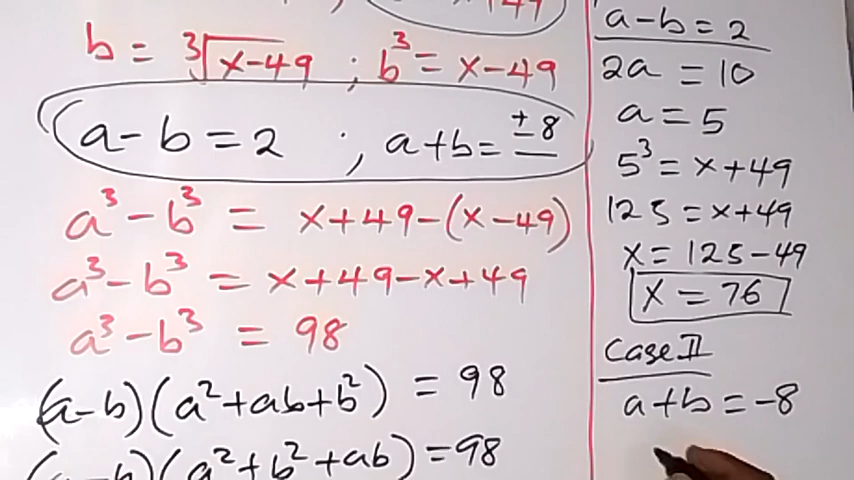 +49
b = ∛x-49 ; b³ = x-49
a-b = 2 ; a+b = ±8
a³-b³ = x+49-(x-49)
a³-b³ = x+49-x+49
a³-b³ = 98
(a-b)(a²+ab+b²) = 98
(a-b)(a²+b²+ab) = 98
a-b = 2
2a = 10
a = 5
5³ = x+49
125 = x+49
x = 125-49
x = 76
Case II
a+b = -8